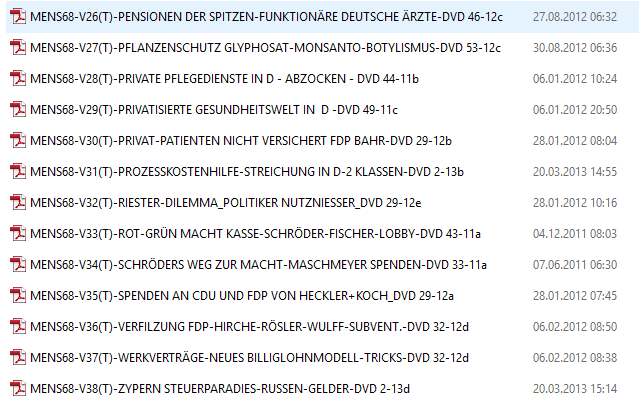 MENS68-V26(T)-PENSIONEN DER SPITZEN-FUNKTIONÄRE DEUTSCHE ÄRZTE-DVD 46-12c 27.08.2012 06:32
MENS68-V27(T)-PFLANZENSCHUTZ GLYPHOSAT-MONSANTO-BOTYLISMUS-DVD 53-12c 30.08.2012 06:36
MENS68-V28(T)-PRIVATE PFLEGEDIENSTE IN D - ABZOCKEN - DVD 44-11b 06.01.2012 10:24
MENS68-V29(T)-PRIVATISIERTE GESUNDHEITSWELT IN  D -DVD 49-11c 06.01.2012 20:50
MENS68-V30(T)-PRIVAT-PATIENTEN NICHT VERSICHERT FDP BAHR-DVD 29-12b 28.01.2012 08:04
MENS68-V31(T)-PROZESSKOSTENHILFE-STREICHUNG IN D-2 KLASSEN-DVD 2-13b 20.03.2013 14:55
MENS68-V32(T)-RIESTER-DILEMMA_POLITIKER NUTZNIESSER_DVD 29-12e 28.01.2012 10:16
MENS68-V33(T)-ROT-GRÜN MACHT KASSE-SCHRÖDER-FISCHER-LOBBY-DVD 43-11a 04.12.2011 08:03
MENS68-V34(T)-SCHRÖDERS WEG ZUR MACHT-MASCHMEYER SPENDEN-DVD 33-11a 07.06.2011 06:30
MENS68-V35(T)-SPENDEN AN CDU UND FDP VON HECKLER+KOCH_DVD 29-12a 28.01.2012 07:45
MENS68-V36(T)-VERFILZUNG FDP-HIRCHE-RÖSLER-WULFF-SUBVENT.-DVD 32-12d 06.02.2012 08:50
MENS68-V37(T)-WERKVERTRÄGE-NEUES BILLIGLOHNMODELL-TRICKS-DVD 32-12d 06.02.2012 08:38
MENS68-V38(T)-ZYPERN STEUERPARADIES-RUSSEN-GELDER-DVD 2-13d 20.03.2013 15:14